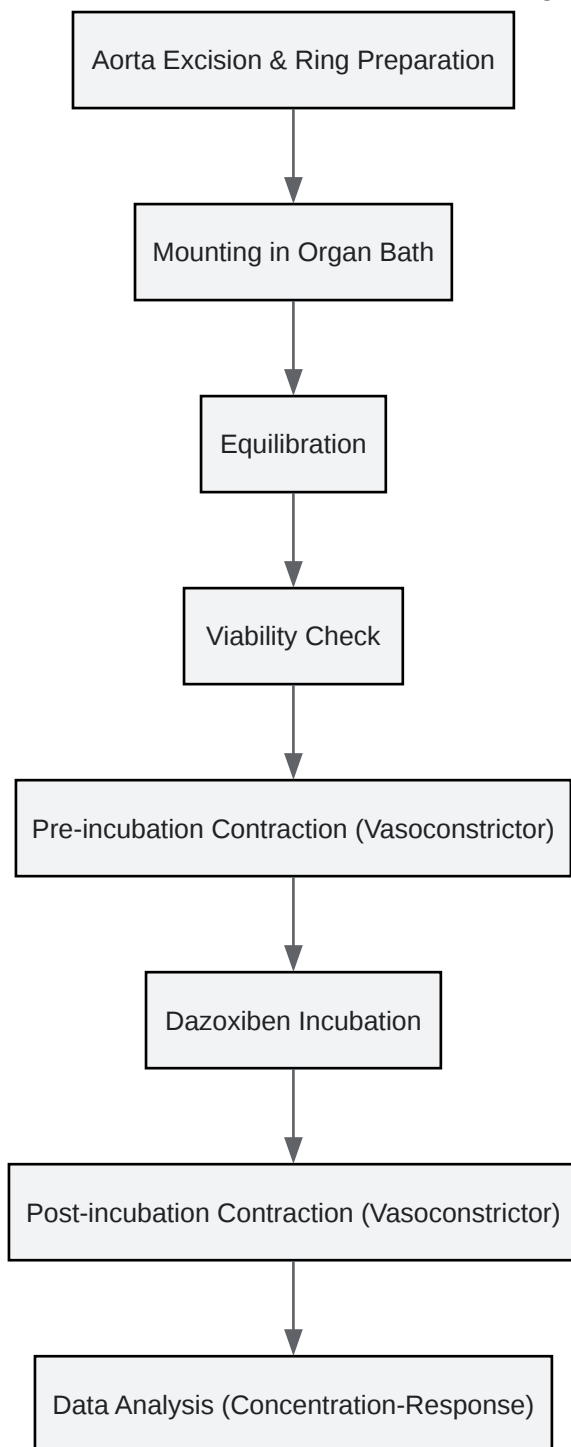 Aorta Excision & Ring Preparation
Mounting in Organ Bath
Equilibration
Viability Check
Pre-incubation Contraction (Vasoconstrictor)
Dazoxiben Incubation
Post-incubation Contraction (Vasoconstrictor)
Data Analysis (Concentration-Response)